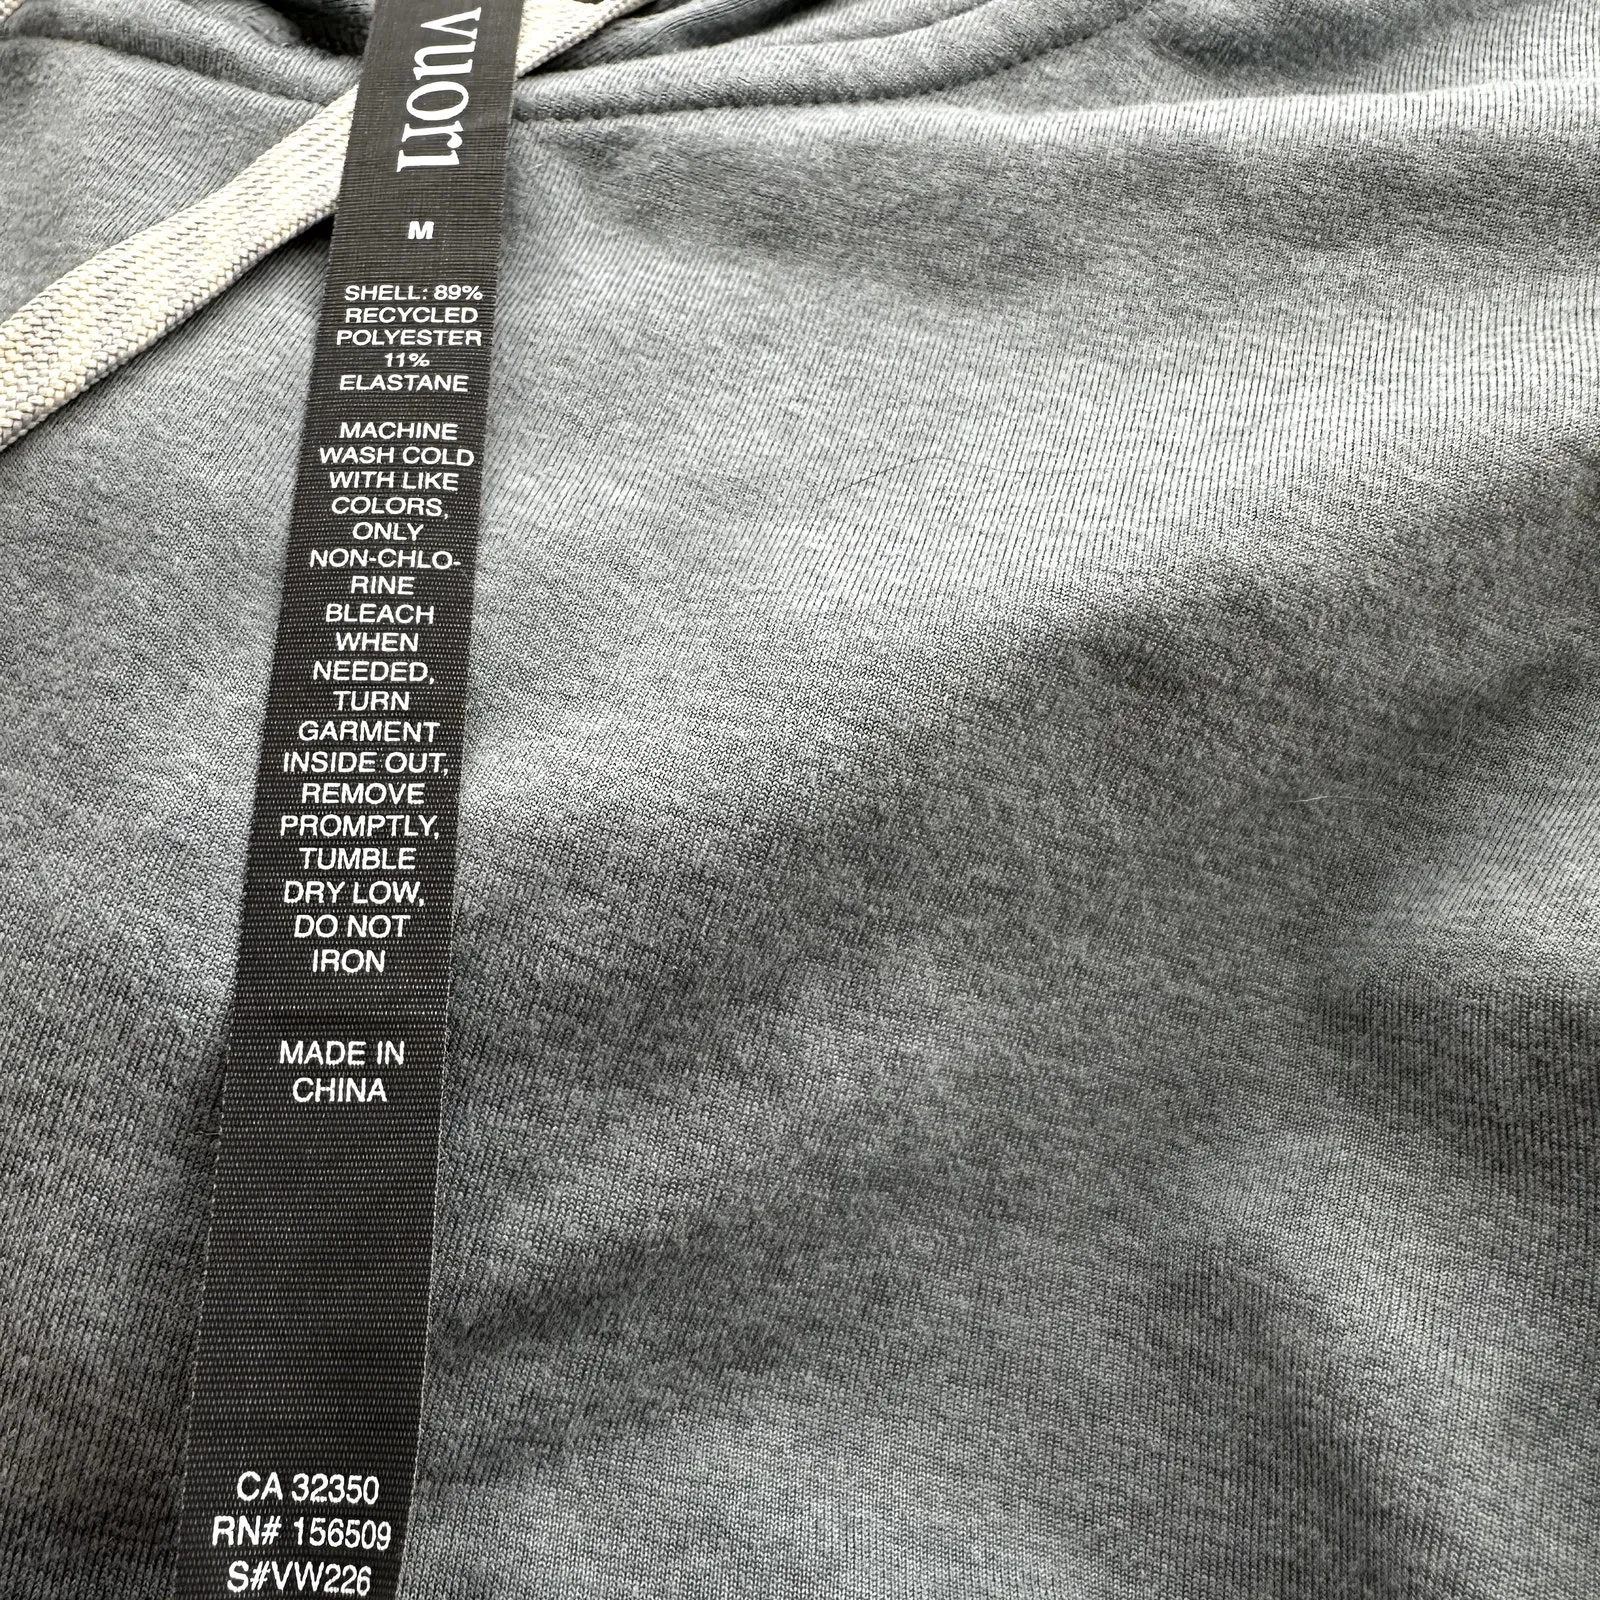 vuori
M
SHELL: 89%
RECYCLED
POLYESTER
11%
ELASTANE
MACHINE
WASH COLD
WITH LIKE
COLORS,
ONLY
NON-CHLO-
RINE
BLEACH
WHEN
NEEDED,
TURN
GARMENT
INSIDE OUT,
REMOVE
PROMPTLY,
TUMBLE
DRY LOW,
DO NOT
IRON
MADE IN
CHINA
CA 32350
RN# 156509
S#VW226